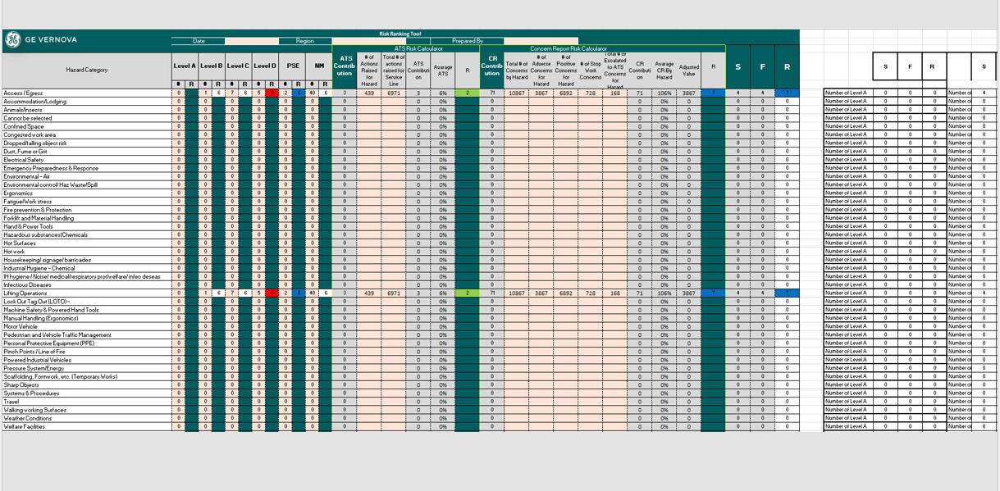 GE VERNOVA
Risk Ranking Tool
Date Region Prepared By
ATS Risk Calculator Concern Report Risk Calculator
Hazard Category Level A Level B Level C Level D PSE NM ATS Contribution # of Actions Raised for Hazard Total # of actions raised for Service Line ATS Contribution Avarage ATS R CR Contribution Total # of Concerns by Hazard # of Adverse Concerns for Hazard # of Positive Concerns for Hazard # of Stop Work Concerns Total # of Escalated to ATS Concerns for Hazard CR Contribution Avarage CR By Hazard Adjusted Value R S F R S F R S
# R # R # R # R # R # R
Access / Egress 0 1 6 7 6 5 2 40 6 3 439 6971 3 6% 2 71 10867 3867 6892 728 168 71 106% 3867 7 4 4 7 Number of Level A 0 0 0 Number of 4
Accommodation/Lodging 0 0 0 0 0 0 0 0 0% 0 0 0% 0 0 0 0 Number of Level A 0 0 0 Number of 0
Animals/Insects 0 0 0 0 0 0 0 0 0% 0 0 0% 0 0 0 0 Number of Level A 0 0 0 Number of 0
Cannot be selected 0 0 0 0 0 0 0 0 0% 0 0 0% 0 0 0 0 Number of Level A 0 0 0 Number of 0
Confined Space 0 0 0 0 0 0 0 0 0% 0 0 0% 0 0 0 0 Number of Level A 0 0 0 Number of 0
Congested work area 0 0 0 0 0 0 0 0 0% 0 0 0% 0 0 0 0 Number of Level A 0 0 0 Number of 0
Dropped/falling object risk 0 0 0 0 0 0 0 0 0% 0 0 0% 0 0 0 0 Number of Level A 0 0 0 Number of 0
Dust, Fume or Grit 0 0 0 0 0 0 0 0 0% 0 0 0% 0 0 0 0 Number of Level A 0 0 0 Number of 0
Electrical Safety 0 0 0 0 0 0 0 0 0% 0 0 0% 0 0 0 0 Number of Level A 0 0 0 Number of 0
Emergency Preparedness & Response 0 0 0 0 0 0 0 0 0% 0 0 0% 0 0 0 0 Number of Level A 0 0 0 Number of 0
Environmental - Air 0 0 0 0 0 0 0 0 0% 0 0 0% 0 0 0 0 Number of Level A 0 0 0 Number of 0
Environmental control/ Haz Waste/Spill 0 0 0 0 0 0 0 0 0% 0 0 0% 0 0 0 0 Number of Level A 0 0 0 Number of 0
Ergonomics 0 0 0 0 0 0 0 0 0% 0 0 0% 0 0 0 0 Number of Level A 0 0 0 Number of 0
Fatigue/Work stress 0 0 0 0 0 0 0 0 0% 0 0 0% 0 0 0 0 Number of Level A 0 0 0 Number of 0
Fire prevention & Protection 0 0 0 0 0 0 0 0 0% 0 0 0% 0 0 0 0 Number of Level A 0 0 0 Number of 0
Forklift and Material Handling 0 0 0 0 0 0 0 0 0% 0 0 0% 0 0 0 0 Number of Level A 0 0 0 Number of 0
Hand & Power Tools 0 0 0 0 0 0 0 0 0% 0 0 0% 0 0 0 0 Number of Level A 0 0 0 Number of 0
Hazardous substances/Chemicals 0 0 0 0 0 0 0 0 0% 0 0 0% 0 0 0 0 Number of Level A 0 0 0 Number of 0
Hot Surfaces 0 0 0 0 0 0 0 0 0% 0 0 0% 0 0 0 0 Number of Level A 0 0 0 Number of 0
Hot work 0 0 0 0 0 0 0 0 0% 0 0 0% 0 0 0 0 Number of Level A 0 0 0 Number of 0
Housekeeping/ signage/ barricades 0 0 0 0 0 0 0 0 0% 0 0 0% 0 0 0 0 Number of Level A 0 0 0 Number of 0
Industrial Hygiene - Chemical 0 0 0 0 0 0 0 0 0% 0 0 0% 0 0 0 0 Number of Level A 0 0 0 Number of 0
IH hygiene / Noise/ medical/respiratory prot/welfare/ infec deseas 0 0 0 0 0 0 0 0 0% 0 0 0% 0 0 0 0 Number of Level A 0 0 0 Number of 0
Infectious Diseases 0 0 0 0 0 0 0 0 0% 0 0 0% 0 0 0 0 Number of Level A 0 0 0 Number of 0
Lifting Operations 0 1 6 7 6 5 2 40 6 3 439 6971 3 6% 2 71 10867 3867 6892 728 168 71 106% 3867 7 4 4 7 Number of Level A 0 0 0 Number of 4
Lock Out Tag Out (LOTO) - 0 0 0 0 0 0 0 0 0% 0 0 0% 0 0 0 0 Number of Level A 0 0 0 Number of 0
Machine Safety & Powered Hand Tools 0 0 0 0 0 0 0 0 0% 0 0 0% 0 0 0 0 Number of Level A 0 0 0 Number of 0
Manual Handling (Ergonomics) 0 0 0 0 0 0 0 0 0% 0 0 0% 0 0 0 0 Number of Level A 0 0 0 Number of 0
Motor Vehicle 0 0 0 0 0 0 0 0 0% 0 0 0% 0 0 0 0 Number of Level A 0 0 0 Number of 0
Pedestrian and Vehicle Traffic Management 0 0 0 0 0 0 0 0 0% 0 0 0% 0 0 0 0 Number of Level A 0 0 0 Number of 0
Personal Protective Equipment (PPE) 0 0 0 0 0 0 0 0 0% 0 0 0% 0 0 0 0 Number of Level A 0 0 0 Number of 0
Pinch Points / Line of Fire 0 0 0 0 0 0 0 0 0% 0 0 0% 0 0 0 0 Number of Level A 0 0 0 Number of 0
Powered Industrial Vehicles 0 0 0 0 0 0 0 0 0% 0 0 0% 0 0 0 0 Number of Level A 0 0 0 Number of 0
Pressure System/Energy 0 0 0 0 0 0 0 0 0% 0 0 0% 0 0 0 0 Number of Level A 0 0 0 Number of 0
Scaffolding, Formwork, etc. (Temporary Works) 0 0 0 0 0 0 0 0 0% 0 0 0% 0 0 0 0 Number of Level A 0 0 0 Number of 0
Sharp Objects 0 0 0 0 0 0 0 0 0% 0 0 0% 0 0 0 0 Number of Level A 0 0 0 Number of 0
Systems & Procedures 0 0 0 0 0 0 0 0 0% 0 0 0% 0 0 0 0 Number of Level A 0 0 0 Number of 0
Travel 0 0 0 0 0 0 0 0 0% 0 0 0% 0 0 0 0 Number of Level A 0 0 0 Number of 0
Walking working Surfaces 0 0 0 0 0 0 0 0 0% 0 0 0% 0 0 0 0 Number of Level A 0 0 0 Number of 0
Weather Conditions 0 0 0 0 0 0 0 0 0% 0 0 0% 0 0 0 0 Number of Level A 0 0 0 Number of 0
Welfare Facilities 0 0 0 0 0 0 0 0 0% 0 0 0% 0 0 0 0 Number of Level A 0 0 0 Number of 0